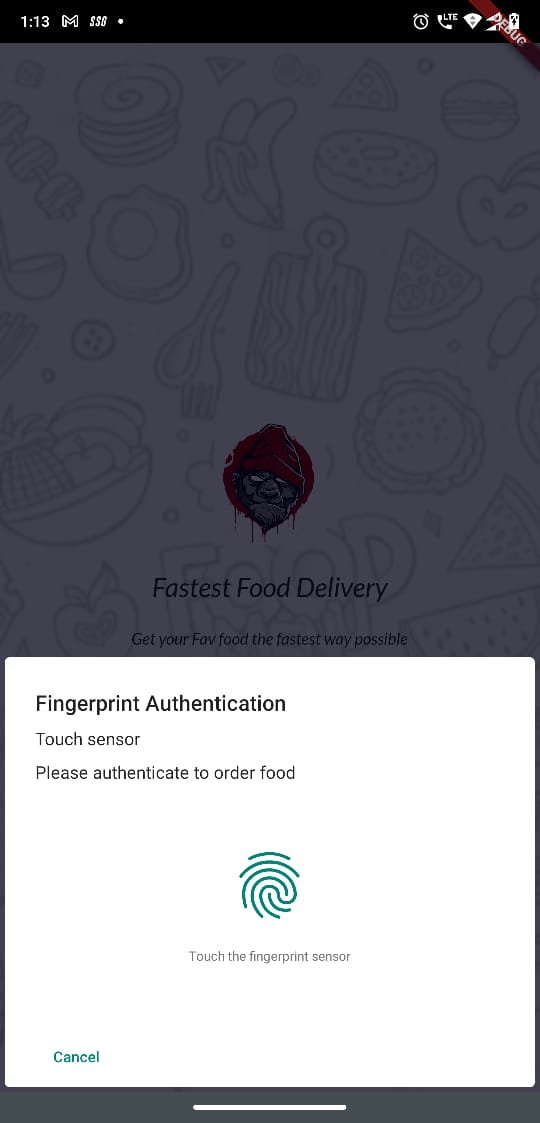 1:13 SSG LTE
DEBUG
FOOD
Fastest Food Delivery
Get your Fav food the fastest way possible
Fingerprint Authentication
Touch sensor
Please authenticate to order food
Touch the fingerprint sensor
Cancel